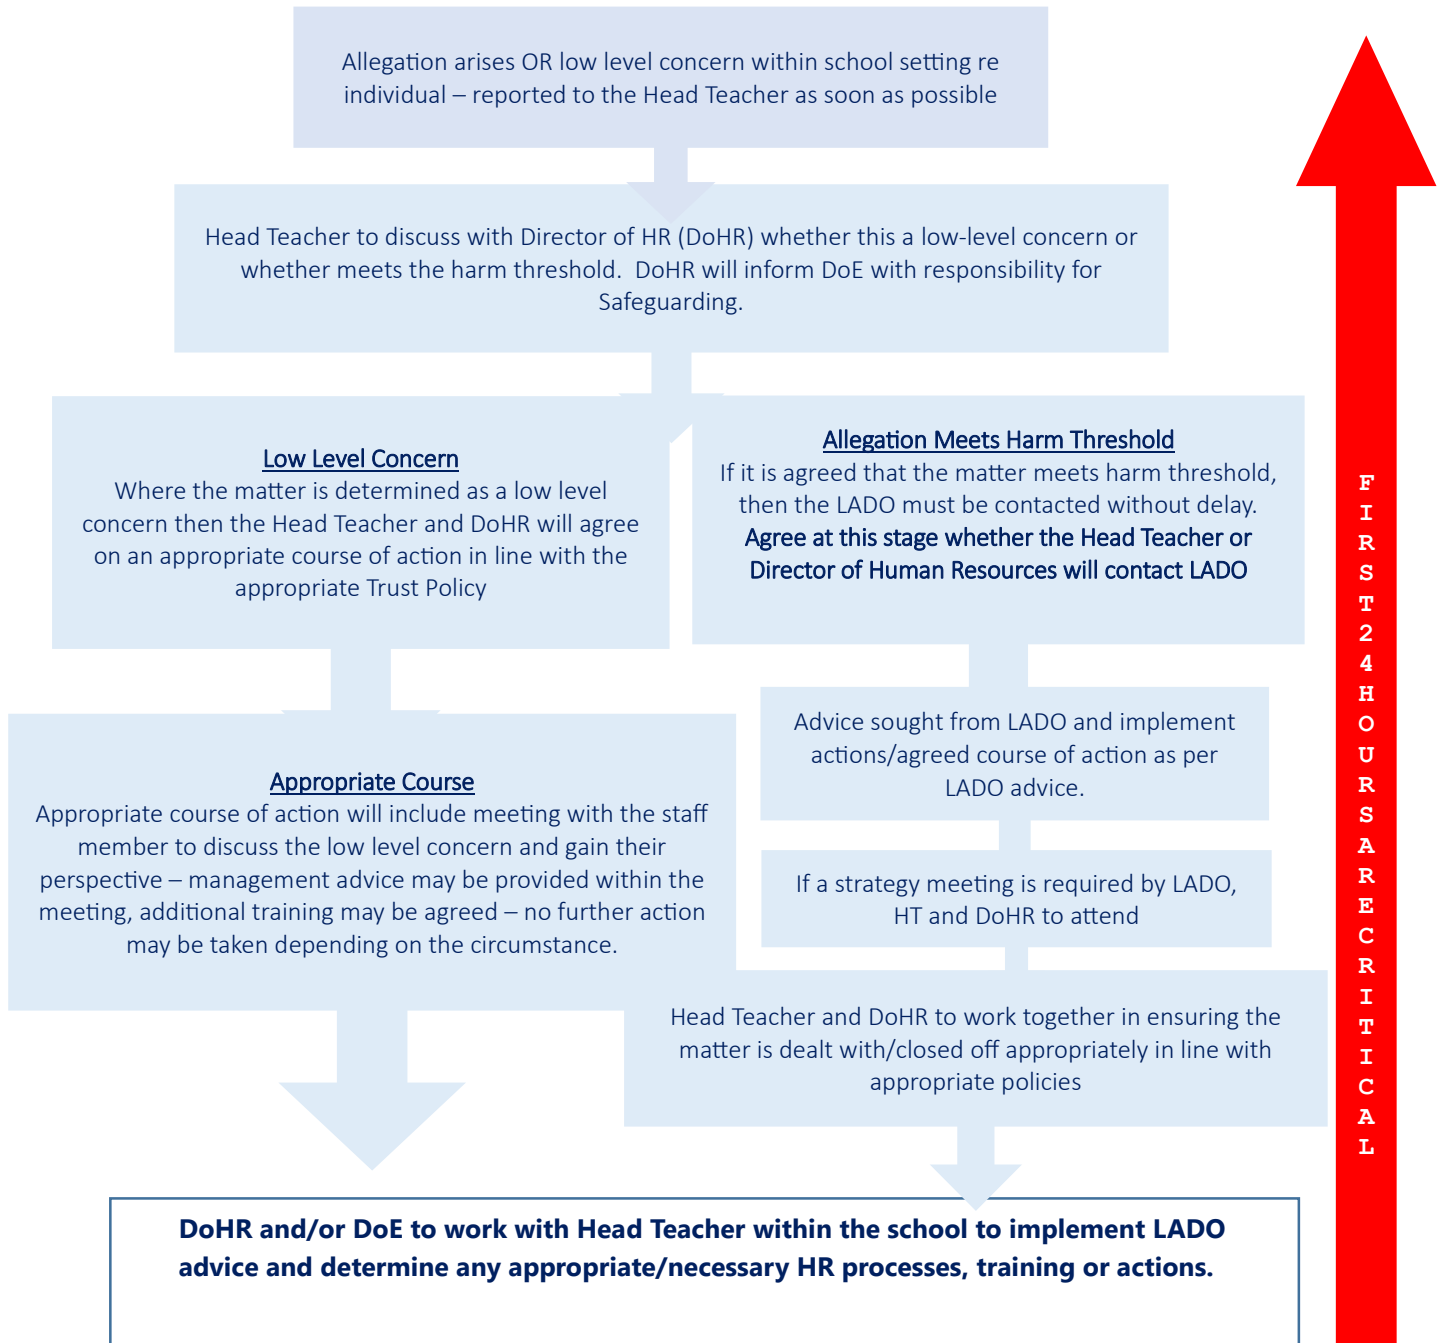 Allegation arises OR low level concern within school setting re
individual – reported to the Head Teacher as soon as possible
Head Teacher to discuss with Director of HR (DoHR) whether this a low-level concern or
whether meets the harm threshold.  DoHR will inform DoE with responsibility for
Safeguarding.
Low Level Concern
Where the matter is determined as a low level
concern then the Head Teacher and DoHR will agree
on an appropriate course of action in line with the
appropriate Trust Policy
Allegation Meets Harm Threshold
If it is agreed that the matter meets harm threshold,
then the LADO must be contacted without delay.
Agree at this stage whether the Head Teacher or
Director of Human Resources will contact LADO
Appropriate Course
Appropriate course of action will include meeting with the staff
member to discuss the low level concern and gain their
perspective – management advice may be provided within the
meeting, additional training may be agreed – no further action
may be taken depending on the circumstance.
Advice sought from LADO and implement
actions/agreed course of action as per
LADO advice.
If a strategy meeting is required by LADO,
HT and DoHR to attend
Head Teacher and DoHR to work together in ensuring the
matter is dealt with/closed off appropriately in line with
appropriate policies
DoHR and/or DoE to work with Head Teacher within the school to implement LADO
advice and determine any appropriate/necessary HR processes, training or actions.
F
I
R
S
T
2
4
H
O
U
R
S
A
R
E
C
R
I
T
I
C
A
L